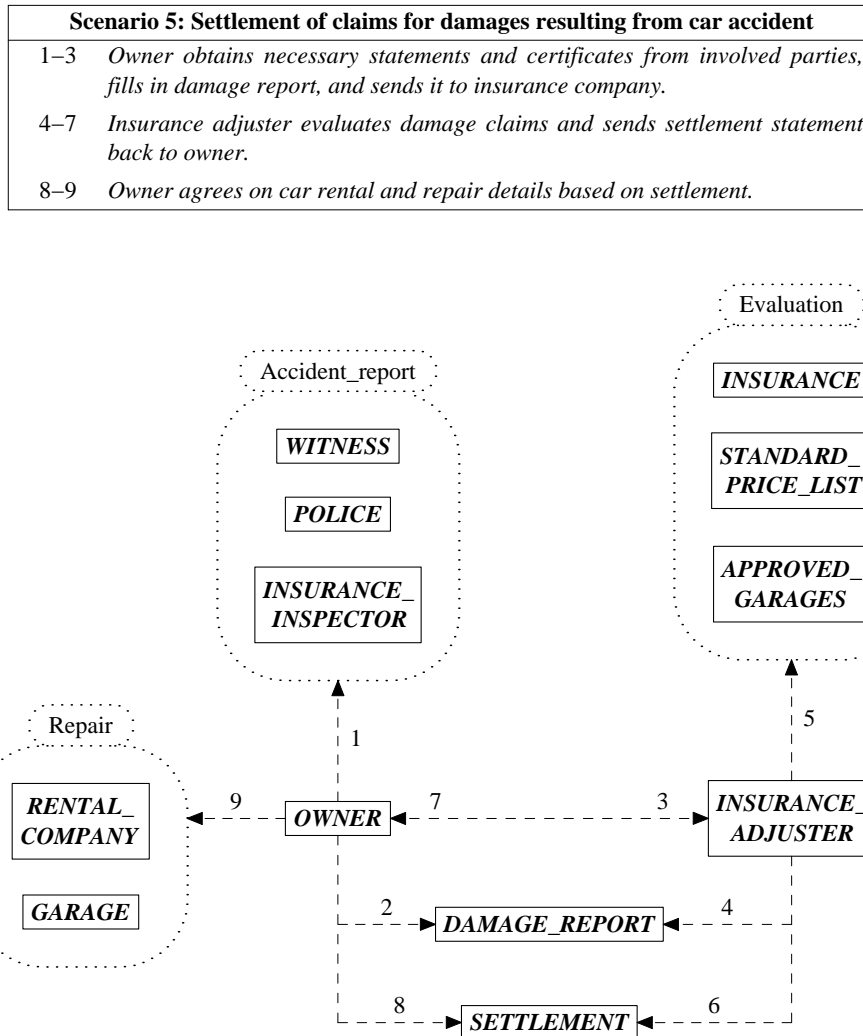 Scenario 5: Settlement of claims for damages resulting from car accident
1–3 Owner obtains necessary statements and certificates from involved parties,
fills in damage report, and sends it to insurance company.
4–7 Insurance adjuster evaluates damage claims and sends settlement statement
back to owner.
8–9 Owner agrees on car rental and repair details based on settlement.
Evaluation
Accident_report
INSURANCE
WITNESS
STANDARD_
PRICE_LIST
POLICE
APPROVED_
GARAGES
INSURANCE_
INSPECTOR
Repair
1
5
RENTAL_
COMPANY
9
OWNER
7
3
INSURANCE_
ADJUSTER
GARAGE
2
DAMAGE_REPORT
4
8
SETTLEMENT
6